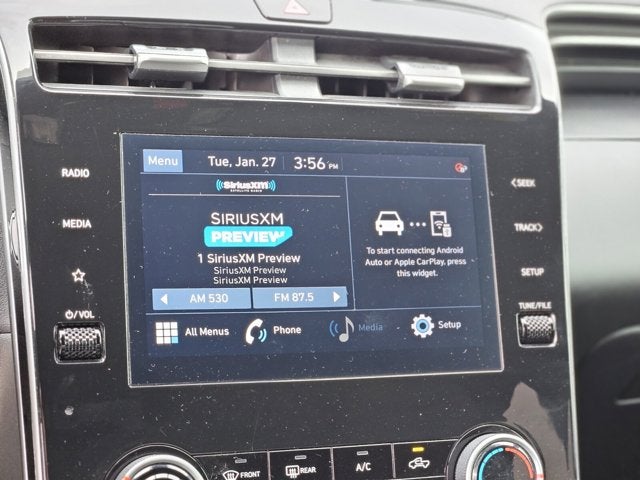 Menu Tue, Jan. 27 3:56 PM
RADIO
MEDIA
⏻/VOL
((SiriusXM))
SATELLITE RADIO
SIRIUSXM
PREVIEW
1 SiriusXM Preview
SiriusXM Preview
SiriusXM Preview
AM 530 FM 87.5
To start connecting Android
Auto or Apple CarPlay, press
this widget.
All Menus Phone Media Setup
<SEEK
TRACK>
SETUP
TUNE/FILE
FRONT REAR A/C